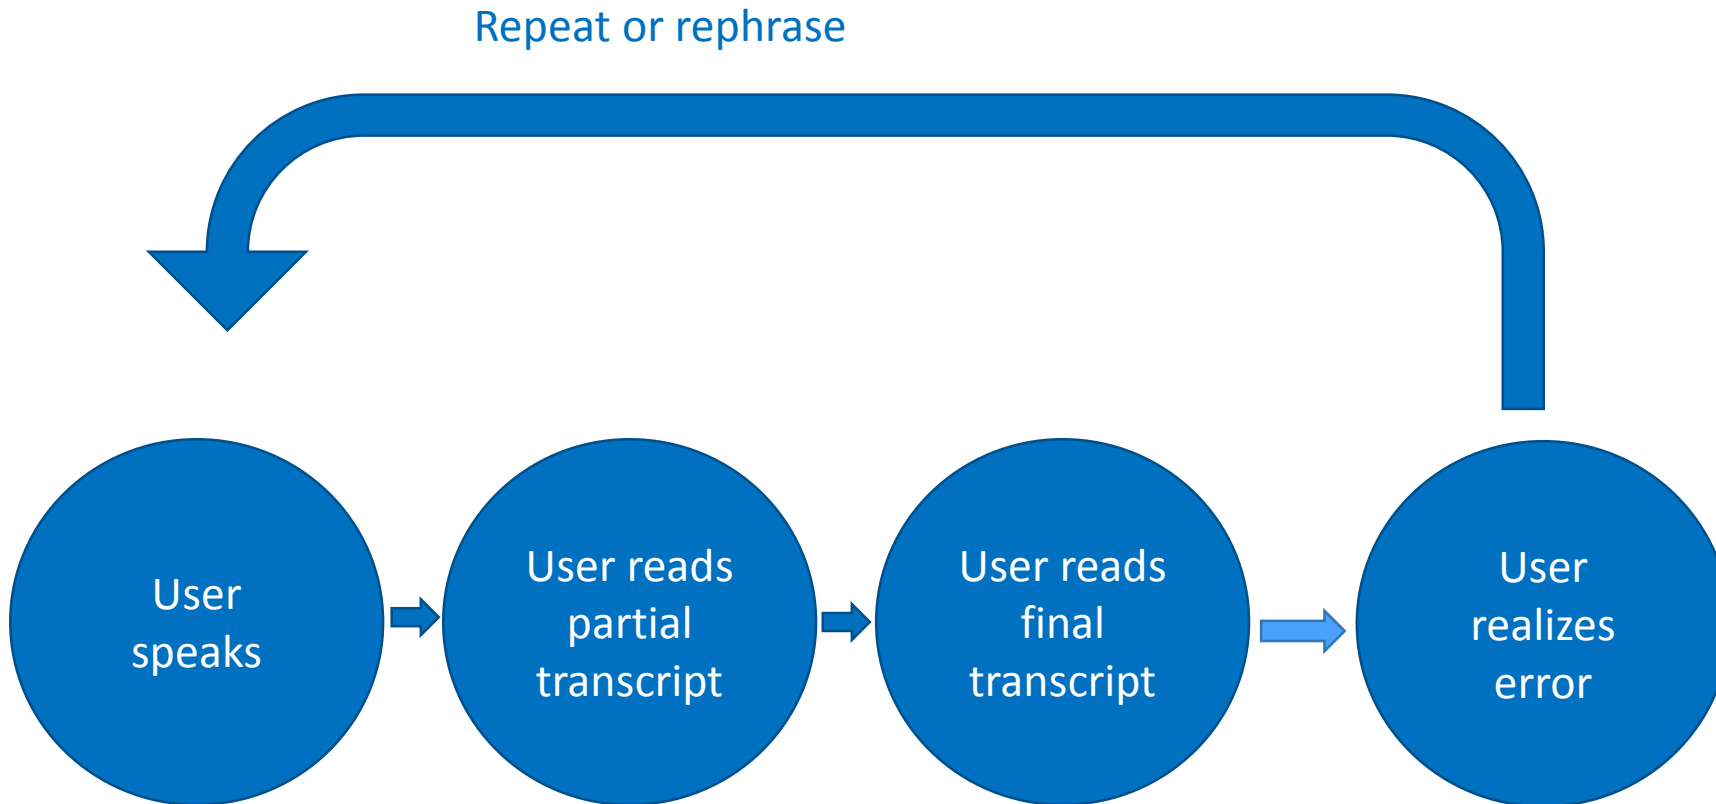 Repeat or rephrase
User
speaks
User reads
partial
transcript
User reads
final
transcript
User
realizes
error